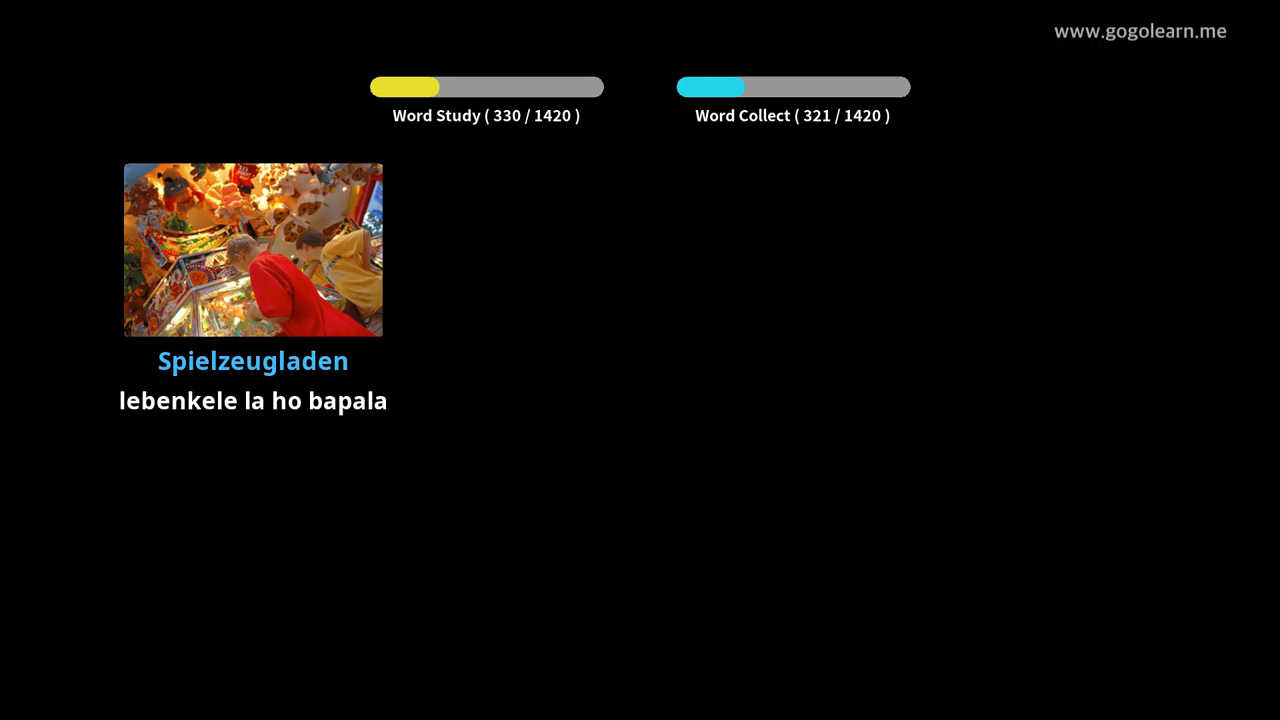 www.gogolearn.me
Word Study ( 330 / 1420 )
Word Collect ( 321 / 1420 )
Spielzeugladen
lebenkele la ho bapala